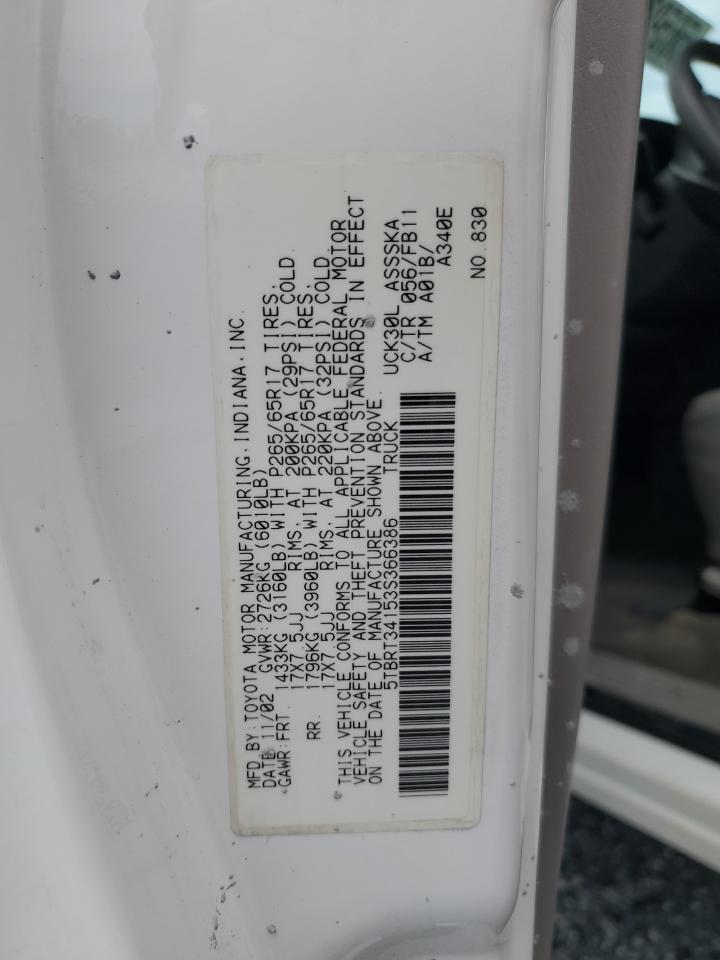 MFD.BY:TOYOTA MOTOR MANUFACTURING.INDIANA.INC.
DATE 11/02 GVWR:2726KG (6010LB)
GAWR:FRT. 1433KG (3160LB) WITH P265/65R17 TIRES,
17X7.5JJ RIMS, AT 200KPA (29PSI) COLD
RR. 1796KG (3960LB) WITH P265/65R17 TIRES,
17X7.5JJ RIMS, AT 220KPA (32PSI) COLD
THIS VEHICLE CONFORMS TO ALL APPLICABLE FEDERAL MOTOR
VEHICLE SAFETY AND THEFT PREVENTION STANDARDS IN EFFECT
ON THE DATE OF MANUFACTURE SHOWN ABOVE.
5TBRT34153S366386 TRUCK
UCK30L ASSSKA
C/TR 056/FB11
A/TM A01B/
A340E
NO.830